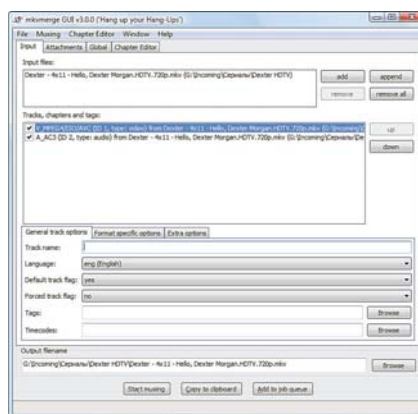 mkvmerge GUI v3.0.0 ('Hang up your Hang-Ups')
File Muxing Chapter Editor Window Help
Input Attachments Global Chapter Editor
Input files:
Dexter - 4x11 - Hello, Dexter Morgan.HDTV.720p.mkv (G:\Incoming\Сериалы\Dexter HDTV)
add append
remove remove all
Tracks, chapters and tags:
V_MPEG4/ISO/AVC (ID 1, type: video) from Dexter - 4x11 - Hello, Dexter Morgan.HDTV.720p.mkv (G:\Incoming\
up
A_AC3 (ID 2, type: audio) from Dexter - 4x11 - Hello, Dexter Morgan.HDTV.720p.mkv (G:\Incoming\Сериалы\De
down
General track options Format specific options Extra options
Track name:
Language: eng (English)
Default track flag: yes
Forced track flag: no
Tags: Browse
Timecodes: Browse
Output filename
G:\Incoming\Сериалы\Dexter HDTV\Dexter - 4x11 - Hello, Dexter Morgan.HDTV.720p.mkv Browse
Start muxing Copy to clipboard Add to job queue